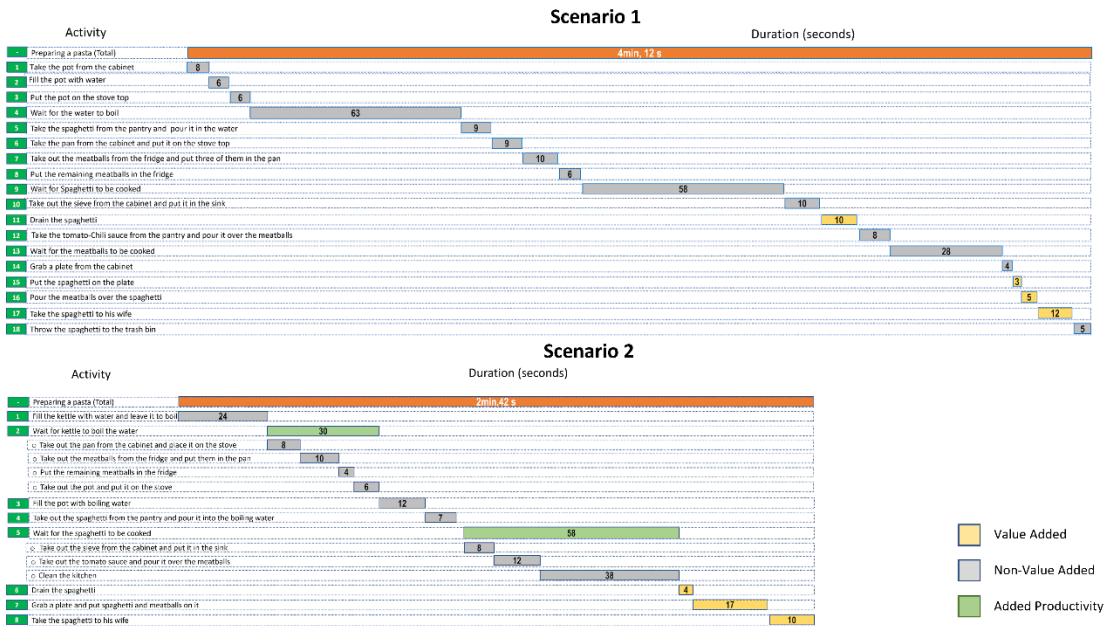 Scenario 1
Activity Duration (seconds)
- Preparing a pasta (Total) 4min, 12 s
1 Take the pot from the cabinet 8
2 Fill the pot with water 6
3 Put the pot on the stove top 6
4 Wait for the water to boil 63
5 Take the spaghetti from the pantry and pour it in the water 9
6 Take the pan from the cabinet and put it on the stove top 9
7 Take out the meatballs from the fridge and put three of them in the pan 10
8 Put the remaining meatballs in the fridge 6
9 Wait for Spaghetti to be cooked 58
10 Take out the sieve from the cabinet and put it in the sink 10
11 Drain the spaghetti 10
12 Take the tomato-Chili sauce from the pantry and pour it over the meatballs 8
13 Wait for the meatballs to be cooked 28
14 Grab a plate from the cabinet 4
15 Put the spaghetti on the plate 3
16 Pour the meatballs over the spaghetti 5
17 Take the spaghetti to his wife 12
18 Throw the spaghetti to the trash bin 5
Scenario 2
Activity Duration (seconds)
- Preparing a pasta (Total) 2min,42 s
1 Fill the kettle with water and leave it to boil 24
2 Wait for kettle to boil the water 30
o Take out the pan from the cabinet and place it on the stove 8
o Take out the meatballs from the fridge and put them in the pan 10
o Put the remaining meatballs in the fridge 4
o Take out the pot and put it on the stove 6
3 Fill the pot with boiling water 12
4 Take out the spaghetti from the pantry and pour it into the boiling water 7
5 Wait for the spaghetti to be cooked 58
o Take out the sieve from the cabinet and put it in the sink 8
o Take out the tomato sauce and pour it over the meatballs 12
o Clean the kitchen 38
6 Drain the spaghetti 4
7 Grab a plate and put spaghetti and meatballs on it 17
8 Take the spaghetti to his wife 10
Value Added
Non-Value Added
Added Productivity